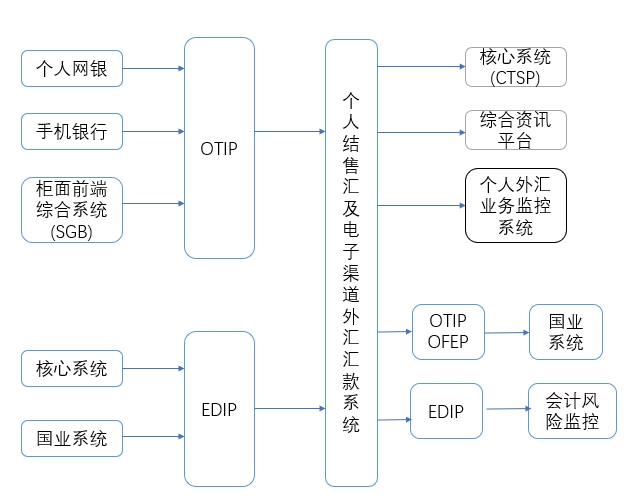 个人网银
手机银行
柜面前端
综合系统
(SGB)
OTIP
核心系统
国业系统
EDIP
个人结售汇及电子渠道外汇汇款系统
核心系统
(CTSP)
综合资讯
平台
个人外汇
业务监控
系统
OTIP
OFEP
国业
系统
EDIP
会计风
险监控